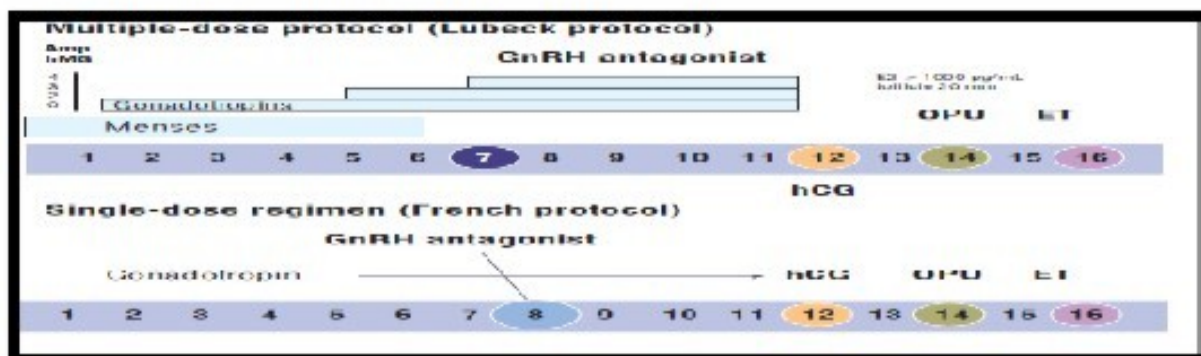 Multiple-dose protocol (Lubeck protocol)
Amp
hMG
GnRH antagonist
Gonadotropins
Menses
OPU ET
1 2 3 4 5 6 7 8 9 10 11 12 13 14 15 16
hCG
Single-dose regimen (French protocol)
GnRH antagonist
Gonadotropin hCG OPU ET
1 2 3 4 5 6 7 8 9 10 11 12 13 14 15 16